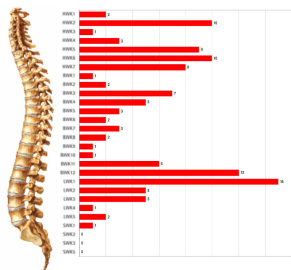 HWK1 2
HWK2 10
HWK3 1
HWK4 3
HWK5 9
HWK6 10
HWK7 8
BWK1 1
BWK2 2
BWK3 7
BWK4 5
BWK5 3
BWK6 2
BWK7 3
BWK8 2
BWK9 1
BWK10 1
BWK11 6
BWK12 12
LWK1 15
LWK2 5
LWK3 5
LWK4 1
LWK5 2
SWK1 1
SWK2 0
SWK3 0
0